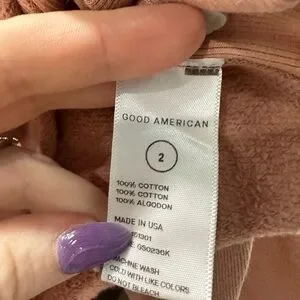 GOOD AMERICAN
2
100% COTTON
100% COTTON
100% ALGODON
MADE IN USA
GS0236K
WASH
COLD WITH LIKE COLORS
DO NOT BLEACH